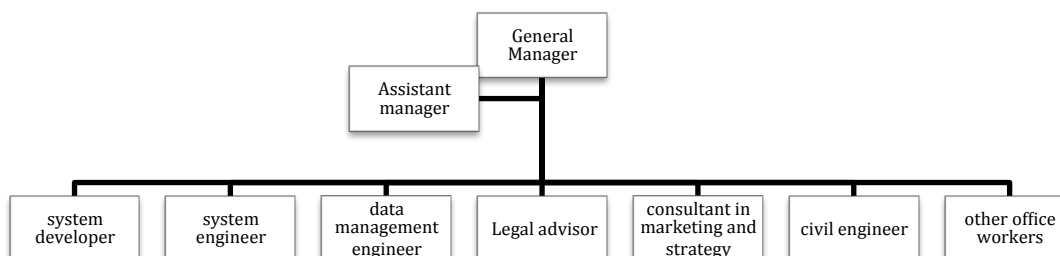 General
Manager
Assistant
manager
system
developer
system
engineer
data
management
engineer
Legal advisor
consultant in
marketing and
strategy
civil engineer
other office
workers